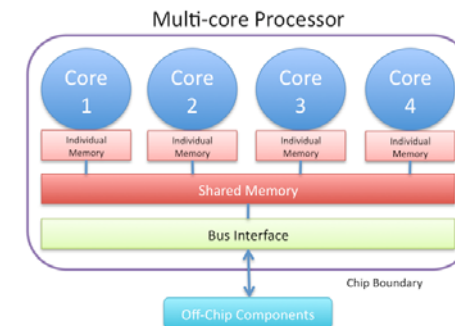 Multi-core Processor
Core
1
Core
2
Core
3
Core
4
Individual
Memory
Individual
Memory
Individual
Memory
Individual
Memory
Shared Memory
Bus Interface
Chip Boundary
Off-Chip Components